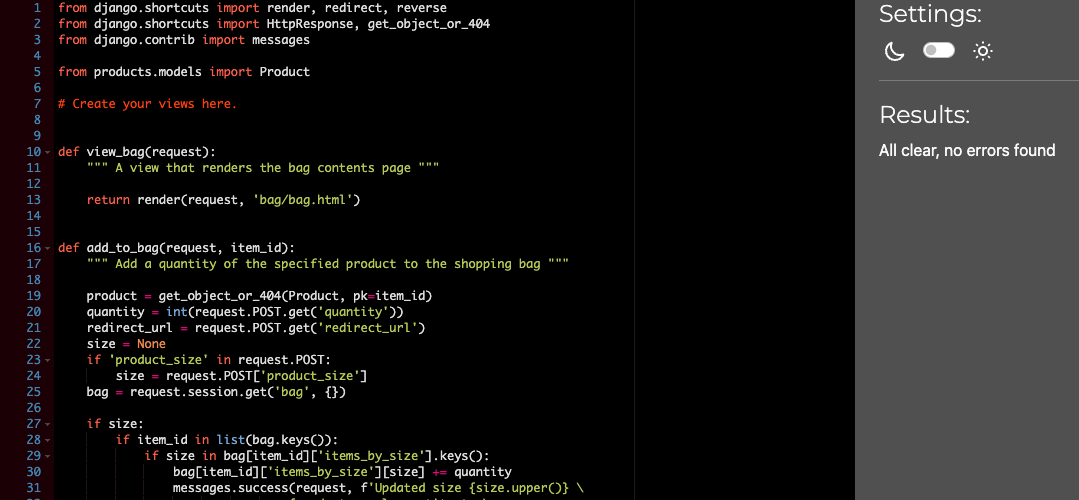 1 from django.shortcuts import render, redirect, reverse
2 from django.shortcuts import HttpResponse, get_object_or_404
3 from django.contrib import messages
4
5 from products.models import Product
6
7 # Create your views here.
8
9
10 def view_bag(request):
11     """ A view that renders the bag contents page """
12
13     return render(request, 'bag/bag.html')
14
15
16 def add_to_bag(request, item_id):
17     """ Add a quantity of the specified product to the shopping bag """
18
19     product = get_object_or_404(Product, pk=item_id)
20     quantity = int(request.POST.get('quantity'))
21     redirect_url = request.POST.get('redirect_url')
22     size = None
23     if 'product_size' in request.POST:
24         size = request.POST['product_size']
25     bag = request.session.get('bag', {})
26
27     if size:
28         if item_id in list(bag.keys()):
29             if size in bag[item_id]['items_by_size'].keys():
30                 bag[item_id]['items_by_size'][size] += quantity
31                 messages.success(request, f'Updated size {size.upper()} \
Settings:
Results:
All clear, no errors found